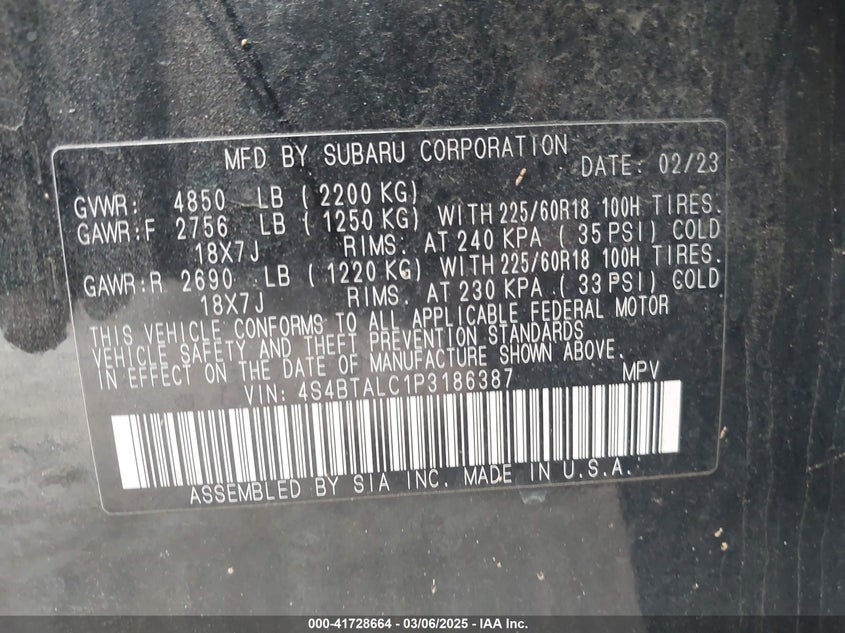 MFD BY SUBARU CORPORATION DATE: 02/23
GVWR: 4850 LB ( 2200 KG)
GAWR:F 2756 LB ( 1250 KG) WITH 225/60R18 100H TIRES.
18X7J RIMS. AT 240 KPA ( 35 PSI) COLD
GAWR:R 2690 LB ( 1220 KG) WITH 225/60R18 100H TIRES.
18X7J RIMS. AT 230 KPA ( 33 PSI) COLD
THIS VEHICLE CONFORMS TO ALL APPLICABLE FEDERAL MOTOR
VEHICLE SAFETY AND THEFT PREVENTION STANDARDS
IN EFFECT ON THE DATE OF MANUFACTURE SHOWN ABOVE.
VIN: 4S4BTALC1P3186387 MPV
ASSEMBLED BY SIA INC. MADE IN U.S.A.
000-41728664 - 03/06/2025 - IAA Inc.